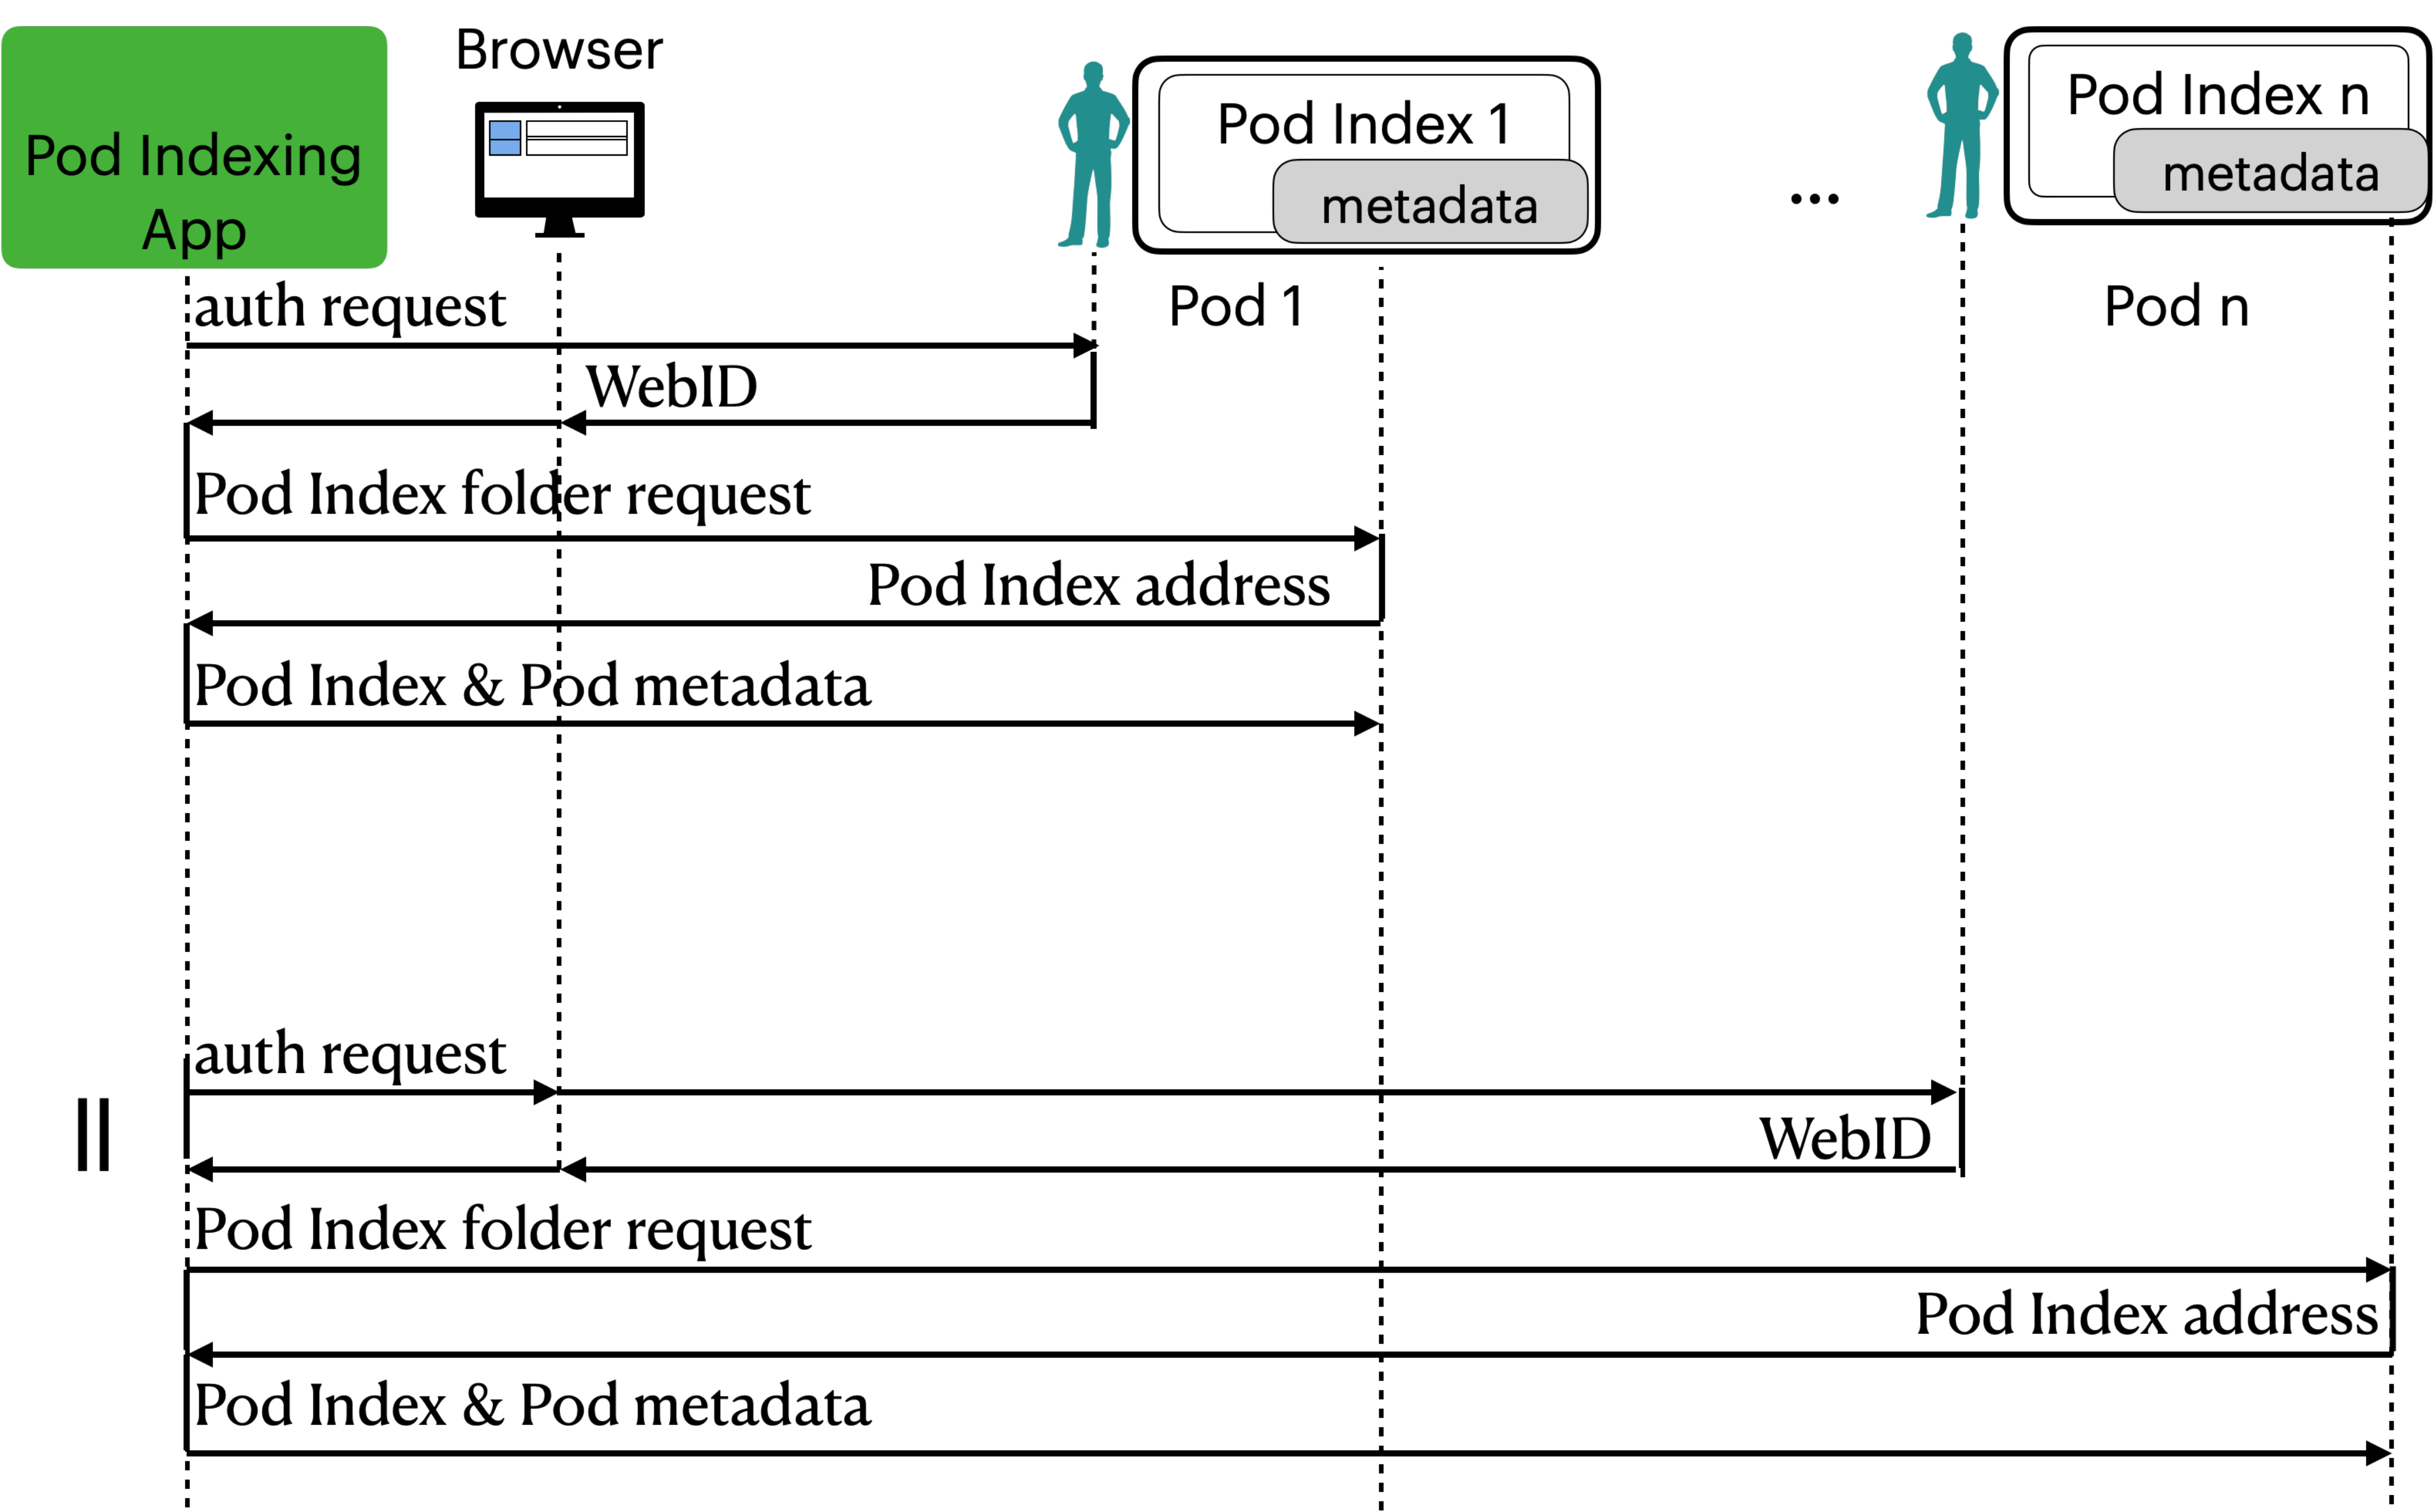 Pod Indexing
App
Browser
Pod Index 1
metadata
...
Pod Index n
metadata
Pod 1
Pod n
auth request
WebID
Pod Index folder request
Pod Index address
Pod Index & Pod metadata
||
auth request
WebID
Pod Index folder request
Pod Index address
Pod Index & Pod metadata